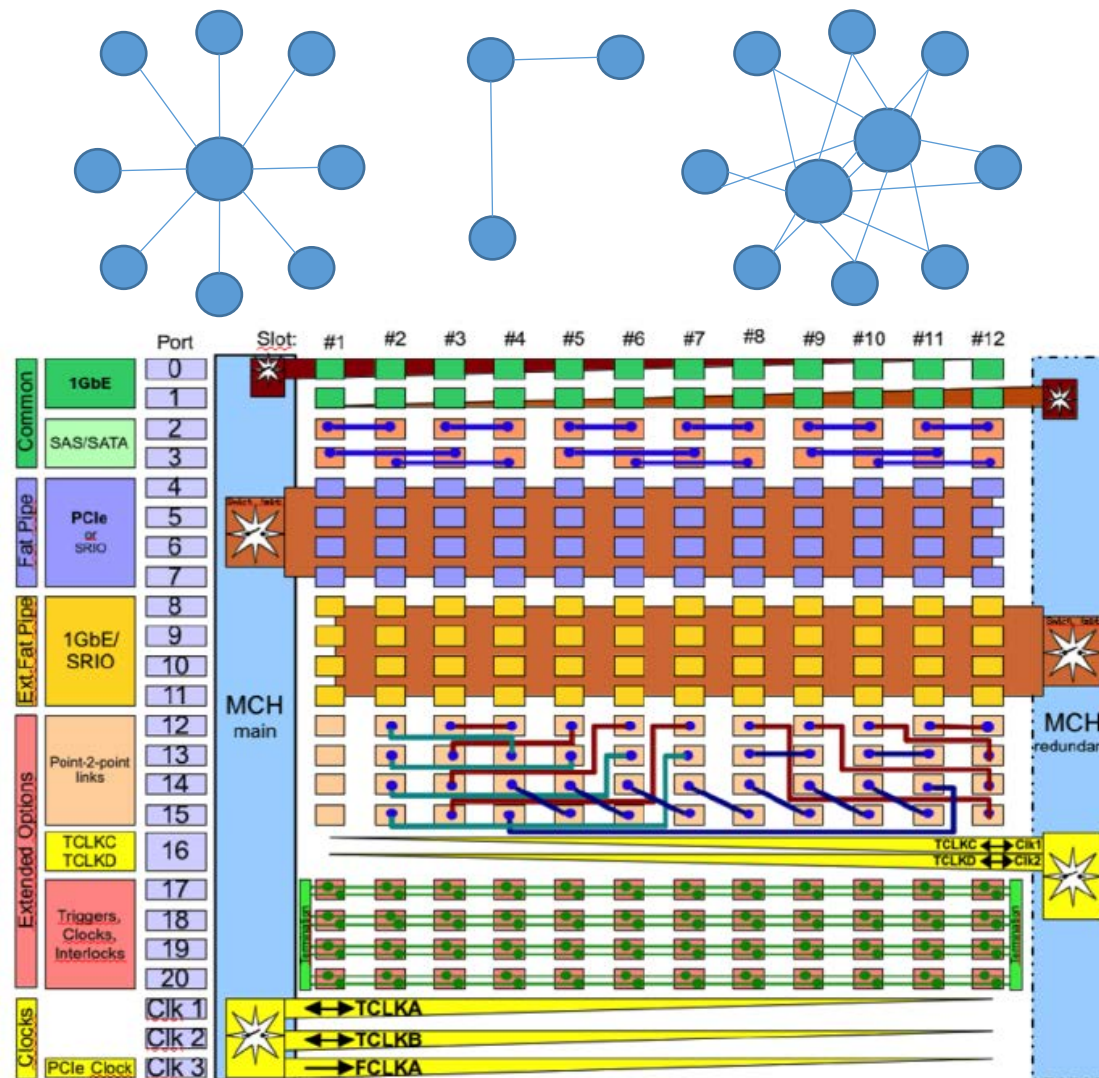 Port
Slot:
#1 #2 #3 #4 #5 #6 #7 #8 #9 #10 #11 #12
Common
1GbE
0
1
SAS/SATA
2
3
Fat Pipe
PCIe
or
SRIO
4
5
6
7
Ext.Fat Pipe
1GbE/
SRIO
8
9
10
11
MCH
main
MCH
redundant
Extended Options
Point-2-point
links
12
13
14
15
TCLKC
TCLKD
16
TCLKC Clk1
TCLKD Clk2
Triggers,
Clocks,
Interlocks
17
18
19
20
Termination
Termination
Clocks
Clk 1
TCLKA
Clk 2
TCLKB
PCIe Clock
Clk 3
FCLKA